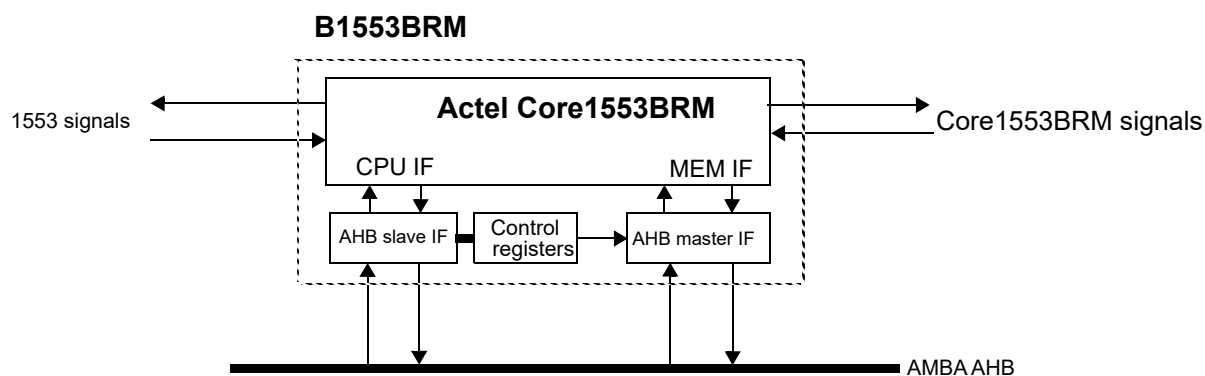 B1553BRM
Actel Core1553BRM
1553 signals
Core1553BRM signals
CPU IF
MEM IF
AHB slave IF
Control
registers
AHB master IF
AMBA AHB